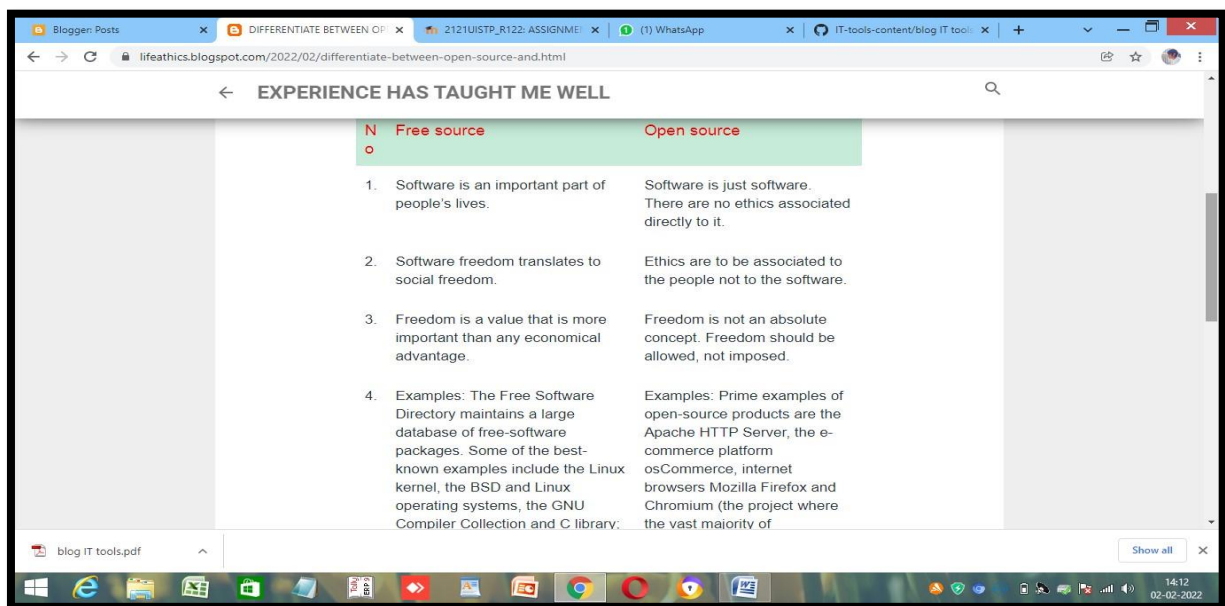 Blogger: Posts
DIFFERENTIATE BETWEEN OP
2121UISTP_R122: ASSIGNME
(1) WhatsApp
IT-tools-content/blog IT tool
lifeathics.blogspot.com/2022/02/differentiate-between-open-source-and.html
EXPERIENCE HAS TAUGHT ME WELL
N
o
Free source
Open source
1.
Software is an important part of
people's lives.
Software is just software.
There are no ethics associated
directly to it.
2.
Software freedom translates to
social freedom.
Ethics are to be associated to
the people not to the software.
3.
Freedom is a value that is more
important than any economical
advantage.
Freedom is not an absolute
concept. Freedom should be
allowed, not imposed.
4.
Examples: The Free Software
Directory maintains a large
database of free-software
packages. Some of the best-
known examples include the Linux
kernel, the BSD and Linux
operating systems, the GNU
Compiler Collection and C library;
Examples: Prime examples of
open-source products are the
Apache HTTP Server, the e-
commerce platform
osCommerce, internet
browsers Mozilla Firefox and
Chromium (the project where
the vast majority of
blog IT tools.pdf
Show all
14:12
02-02-2022